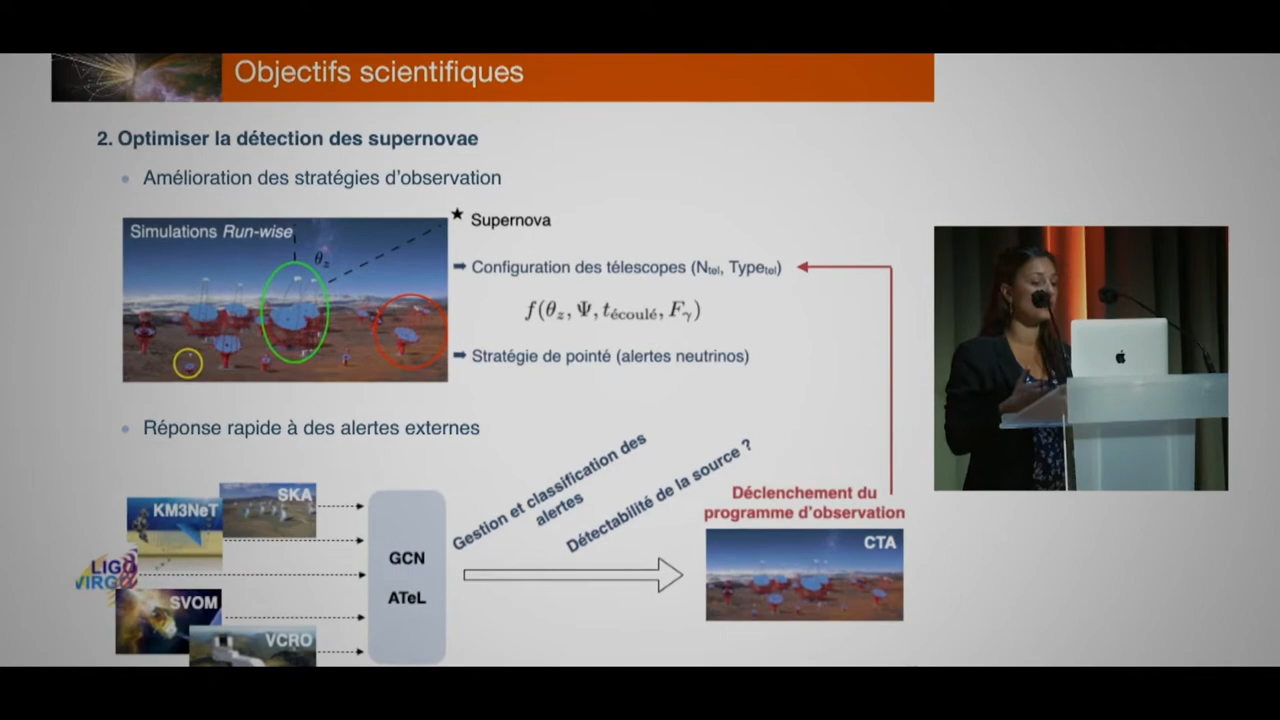 Objectifs scientifiques
2. Optimiser la détection des supernovae
Amélioration des stratégies d'observation
Simulations Run-wise
θz
Supernova
Configuration des télescopes (Ntel, Typetel)
f(θz, Ψ, técoulé, Fγ)
Stratégie de pointé (alertes neutrinos)
Réponse rapide à des alertes externes
SKA
KM3NeT
LIGO
VIRGO
SVOM
VCRO
GCN
ATeL
Gestion et classification des
alertes
Détectabilité de la source ?
Déclenchement du
programme d'observation
CTA